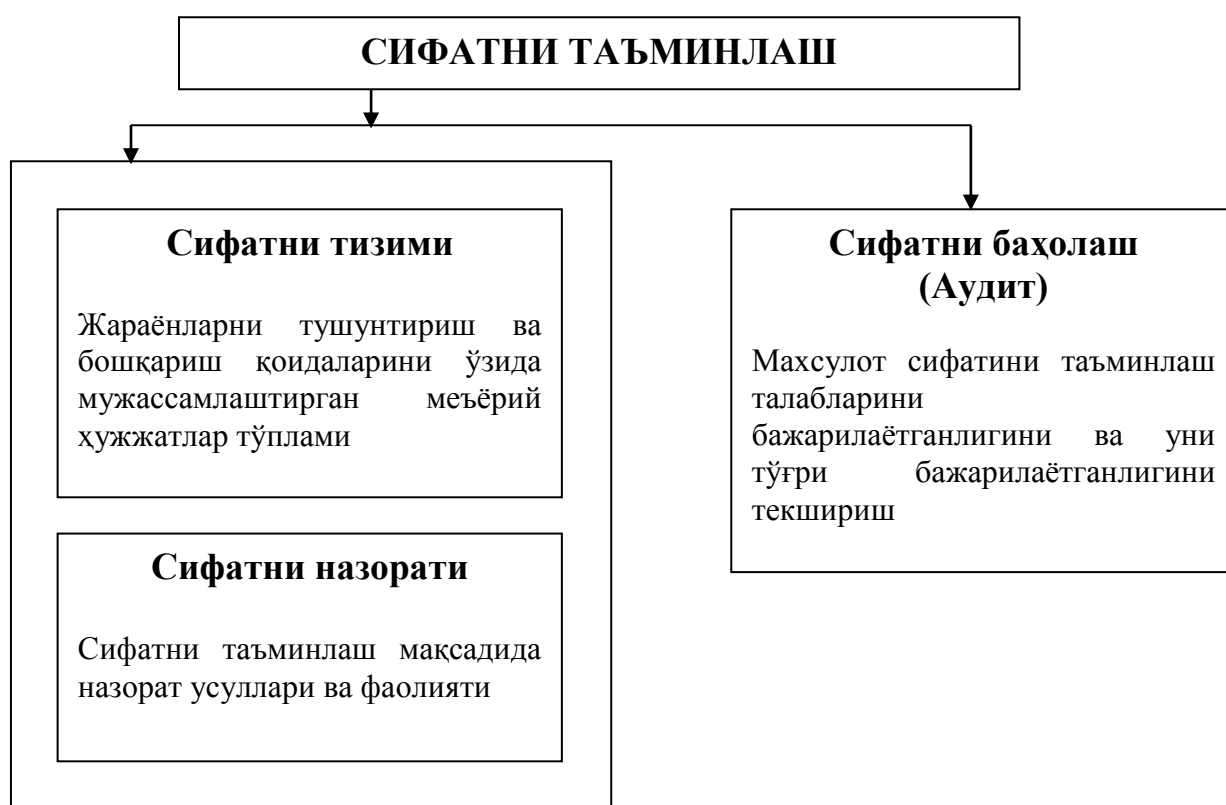 СИФАТНИ ТАЪМИНЛАШ
Сифатни тизими
Жараёнларни тушунтириш ва
бошқариш қоидаларини ўзида
мужассамлаштирган меъёрий
ҳужжатлар тўплами
Сифатни назорати
Сифатни таъминлаш мақсадида
назорат усуллари ва фаолияти
Сифатни баҳолаш
(Аудит)
Махсулот сифатини таъминлаш
талабларини
бажарилаётганлигини ва уни
тўғри бажарилаётганлигини
текшириш